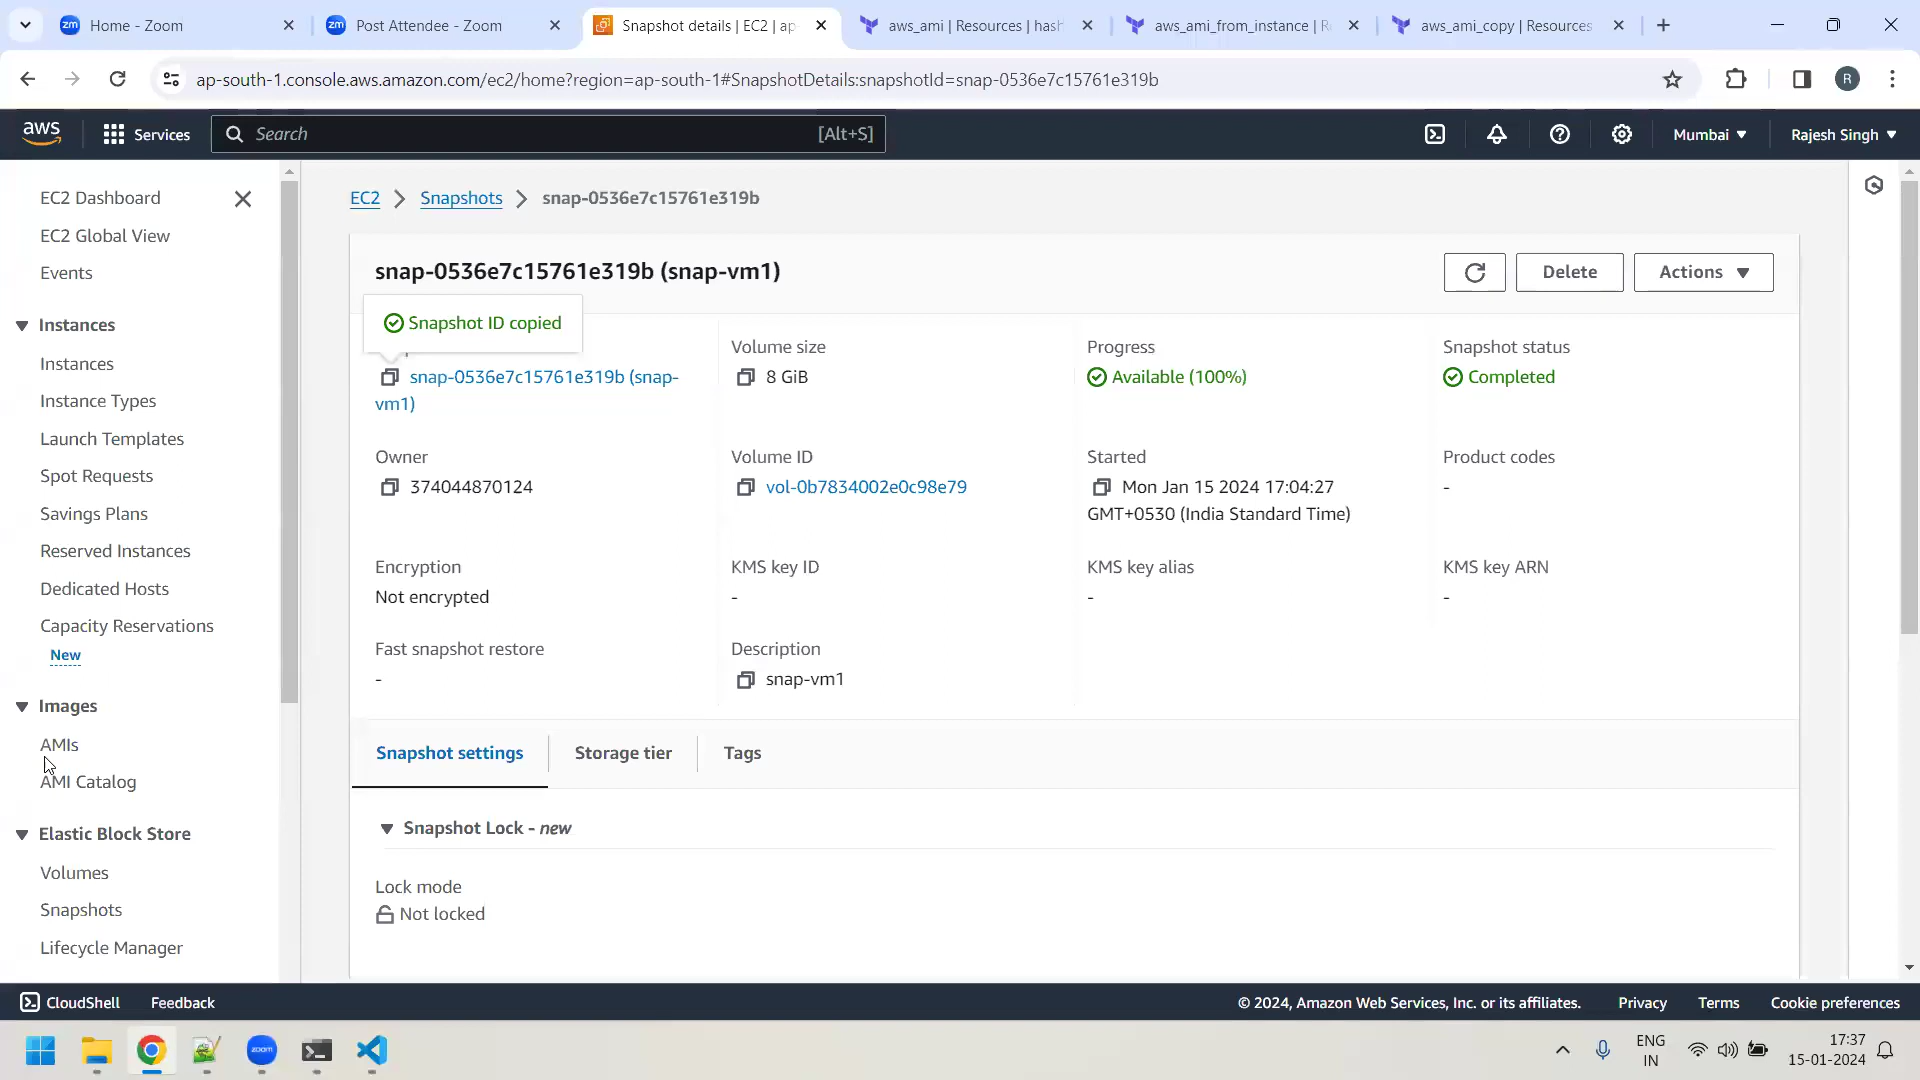 Home - Zoom
Post Attendee - Zoom
Snapshot details | EC2 | ap-
aws_ami | Resources | hash
aws_ami_from_instance | R
aws_ami_copy | Resources
ap-south-1.console.aws.amazon.com/ec2/home?region=ap-south-1#SnapshotDetails:snapshotId=snap-0536e7c15761e319b
R
aws
Services
Search
[Alt+S]
Mumbai
Rajesh Singh
EC2 Dashboard
EC2 Global View
Events
Instances
Instances
Instance Types
Launch Templates
Spot Requests
Savings Plans
Reserved Instances
Dedicated Hosts
Capacity Reservations
New
Images
AMIs
AMI Catalog
Elastic Block Store
Volumes
Snapshots
Lifecycle Manager
EC2
Snapshots
snap-0536e7c15761e319b
snap-0536e7c15761e319b (snap-vm1)
Delete
Actions
Snapshot ID copied
snap-0536e7c15761e319b (snap-
vm1)
Volume size
8 GiB
Progress
Available (100%)
Snapshot status
Completed
Owner
374044870124
Volume ID
vol-0b7834002e0c98e79
Started
Mon Jan 15 2024 17:04:27
GMT+0530 (India Standard Time)
Product codes
-
Encryption
Not encrypted
KMS key ID
-
KMS key alias
-
KMS key ARN
-
Fast snapshot restore
-
Description
snap-vm1
Snapshot settings
Storage tier
Tags
Snapshot Lock - new
Lock mode
Not locked
CloudShell
Feedback
© 2024, Amazon Web Services, Inc. or its affiliates.
Privacy
Terms
Cookie preferences
zm
zm
zoom
ENG
IN
17:37
15-01-2024